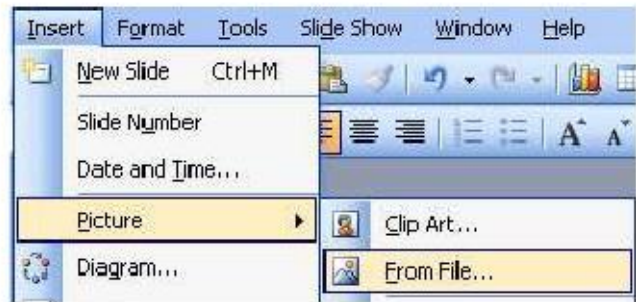 Insert Format Tools Slide Show Window Help
New Slide Ctrl+M
Slide Number
Date and Time...
Picture
Clip Art...
Diagram...
From File...